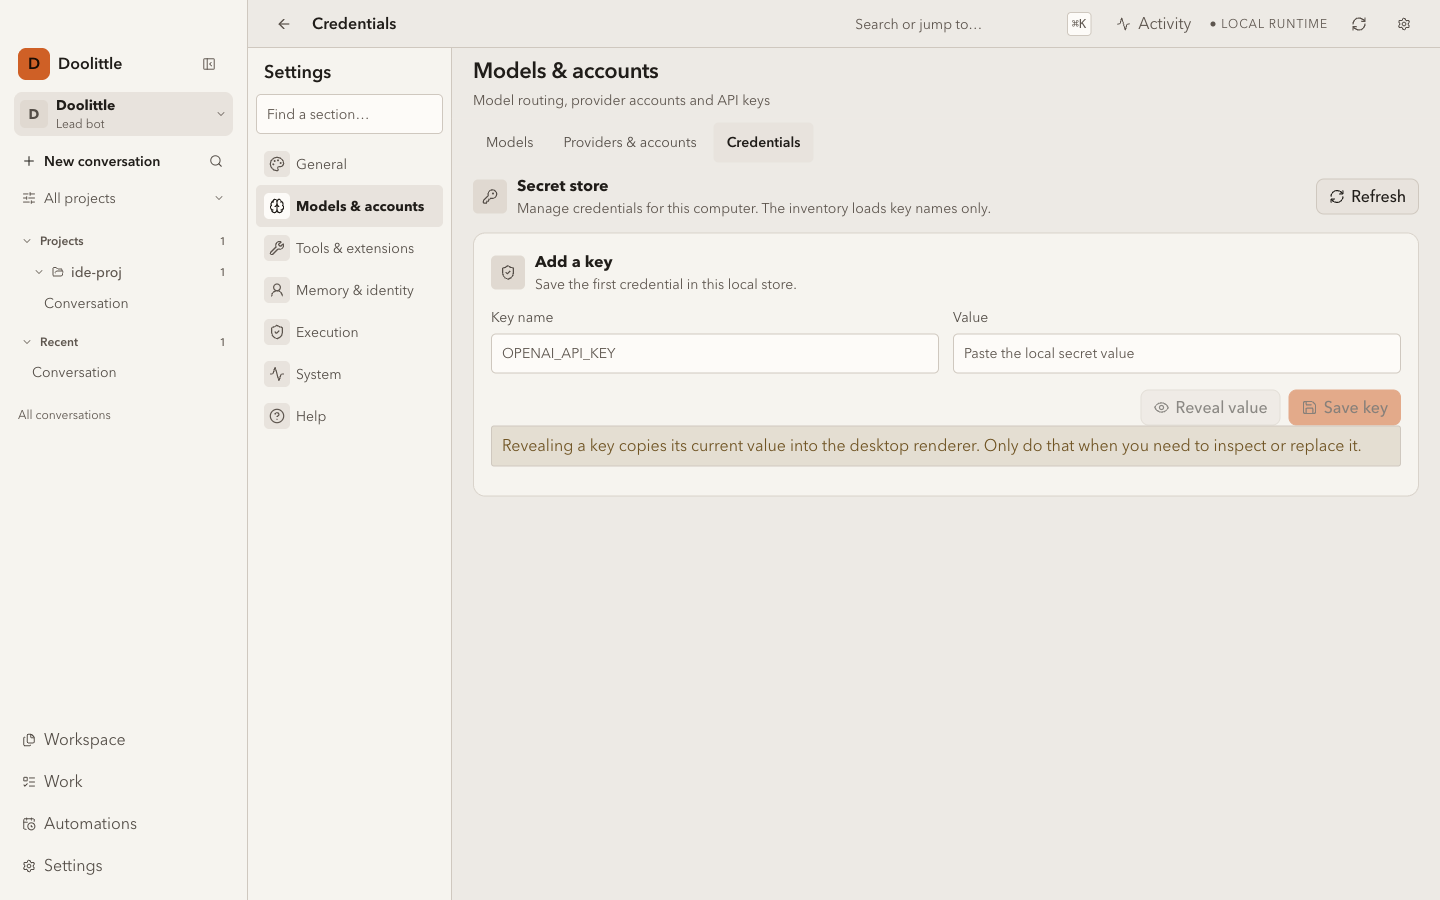 D Doolittle
D Doolittle
Lead bot
New conversation
All projects
Projects 1
ide-proj 1
Conversation
Recent 1
Conversation
All conversations
Workspace
Work
Automations
Settings
Credentials
Search or jump to…
⌘K
Activity
• LOCAL RUNTIME
Settings
Find a section…
General
Models & accounts
Tools & extensions
Memory & identity
Execution
System
Help
Models & accounts
Model routing, provider accounts and API keys
Models Providers & accounts Credentials
Secret store
Manage credentials for this computer. The inventory loads key names only.
Refresh
Add a key
Save the first credential in this local store.
Key name
OPENAI_API_KEY
Value
Paste the local secret value
Reveal value
Save key
Revealing a key copies its current value into the desktop renderer. Only do that when you need to inspect or replace it.